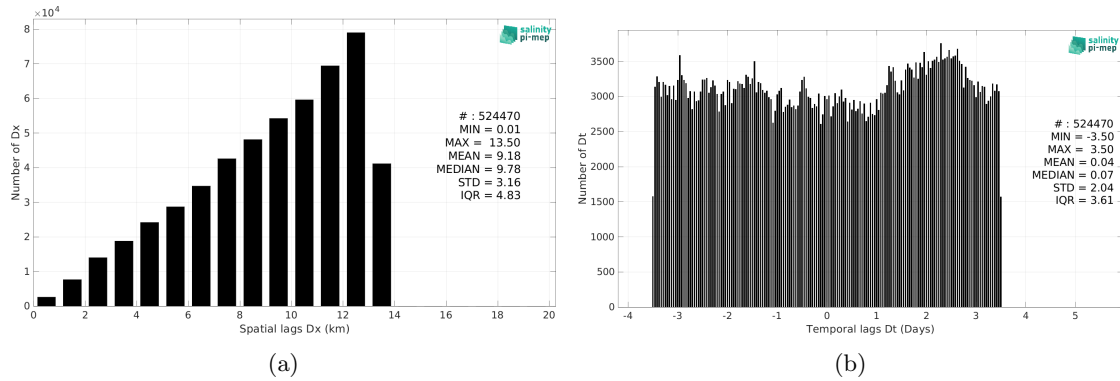 ×10⁴
8
7
6
5
4
3
2
1
0
Number of Dx
salinity
pi-mep
# : 524470
MIN = 0.01
MAX = 13.50
MEAN = 9.18
MEDIAN = 9.78
STD = 3.16
IQR = 4.83
0 2 4 6 8 10 12 14 16 18 20
Spatial lags Dx (km)
(a)
3500
3000
2500
2000
1500
1000
500
0
Number of Dt
salinity
pi-mep
# : 524470
MIN = -3.50
MAX = 3.50
MEAN = 0.04
MEDIAN = 0.07
STD = 2.04
IQR = 3.61
-4 -3 -2 -1 0 1 2 3 4 5
Temporal lags Dt (Days)
(b)